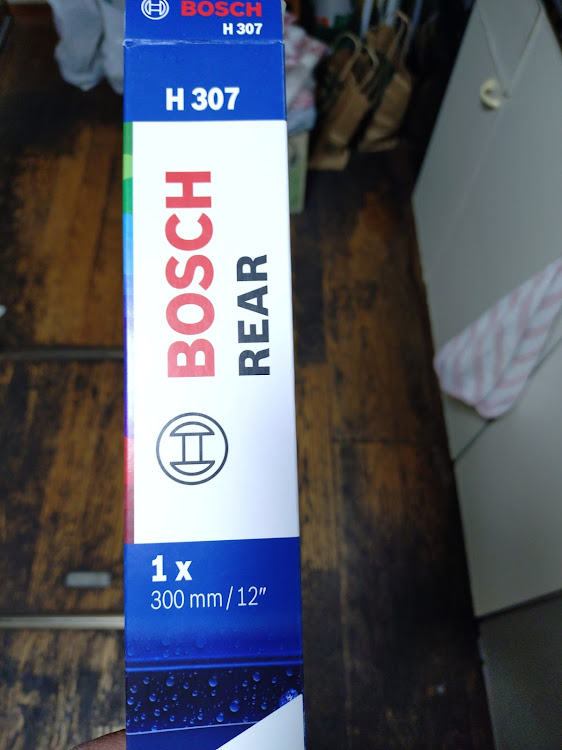 BOSCH
H 307
H 307
BOSCH
REAR
1 x
300 mm / 12"